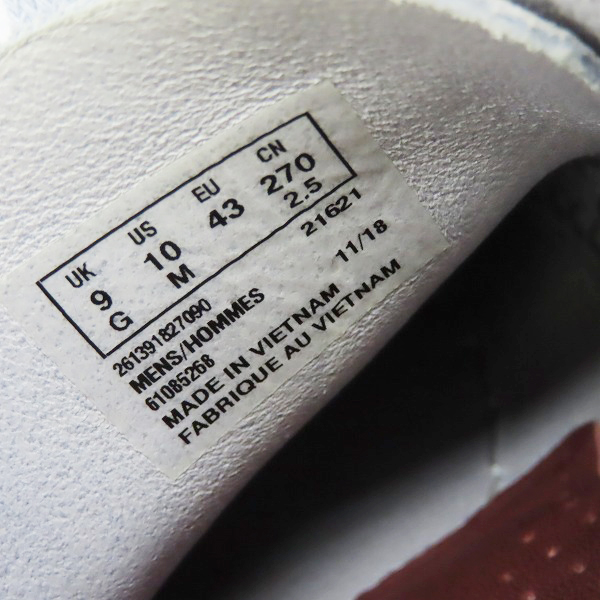 UK US EU CN
9 10 43 270
G M 2.5
261391827090 21621
MENS/HOMMES
61085268 11/18
MADE IN VIETNAM
FABRIQUE AU VIETNAM